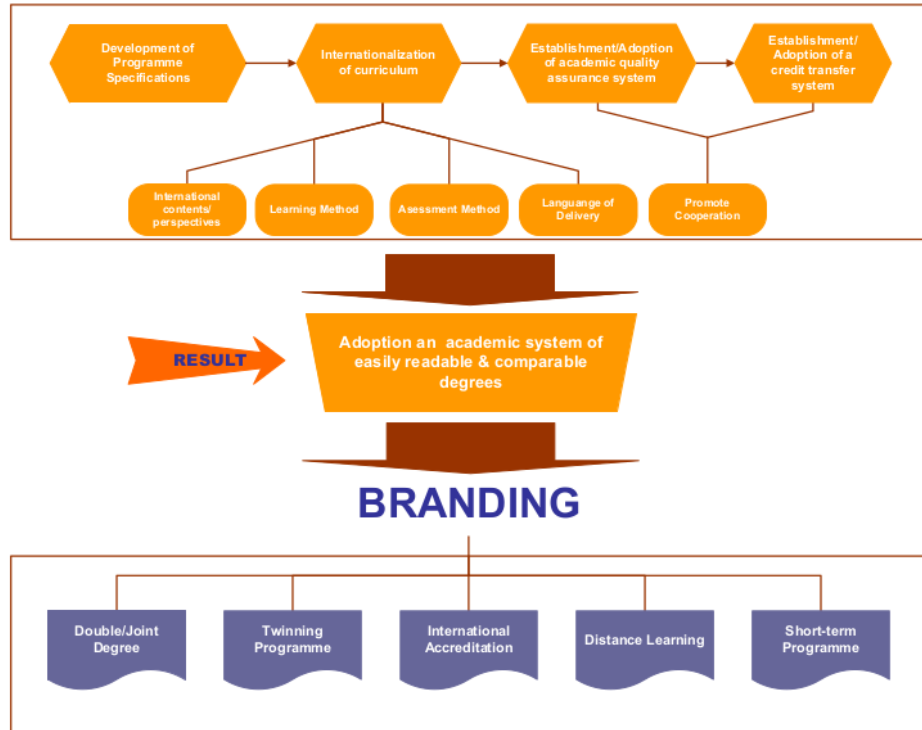 Development of
Programme
Specifications
Internationalization
of curriculum
Establishment/Adoption
of academic quality
assurance system
Establishment/
Adoption of a
credit transfer
system
International
contents/
perspectives
Learning Method
Asessment Method
Languange of
Delivery
Promote
Cooperation
RESULT
Adoption an academic system of
easily readable & comparable
degrees
BRANDING
Double/Joint
Degree
Twinning
Programme
International
Accreditation
Distance Learning
Short-term
Programme